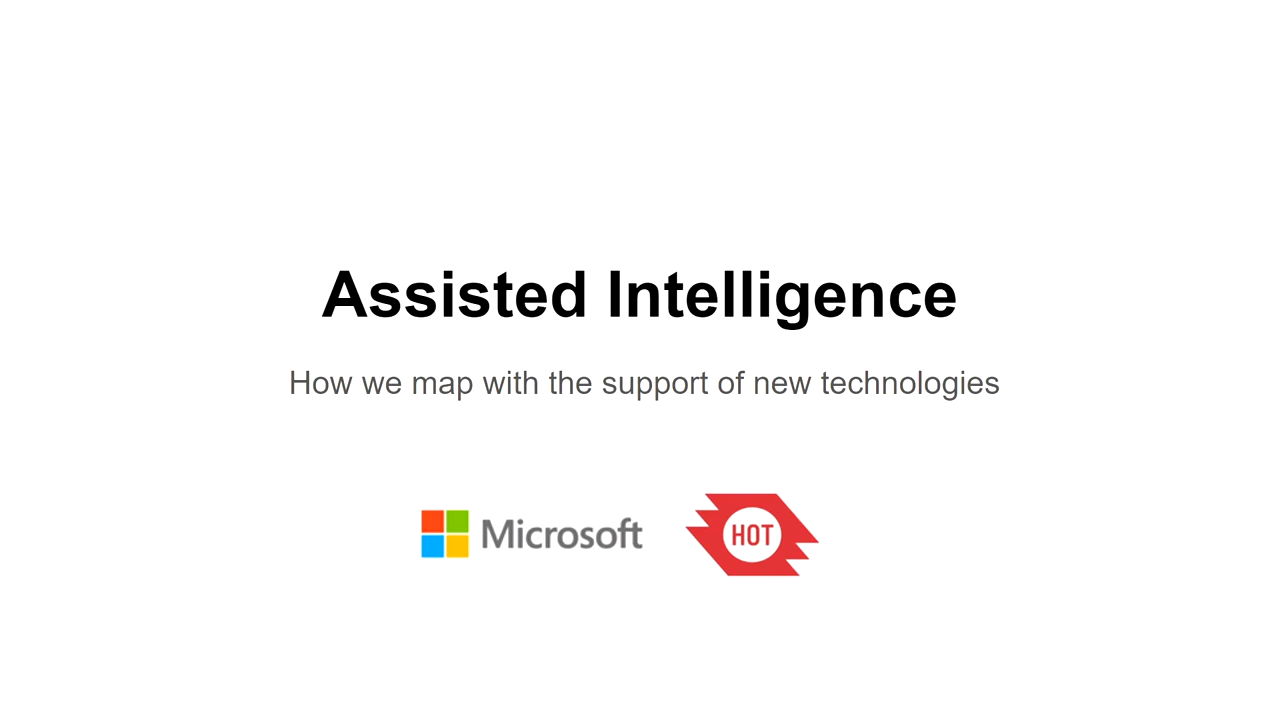 Assisted Intelligence
How we map with the support of new technologies
Microsoft
HOT